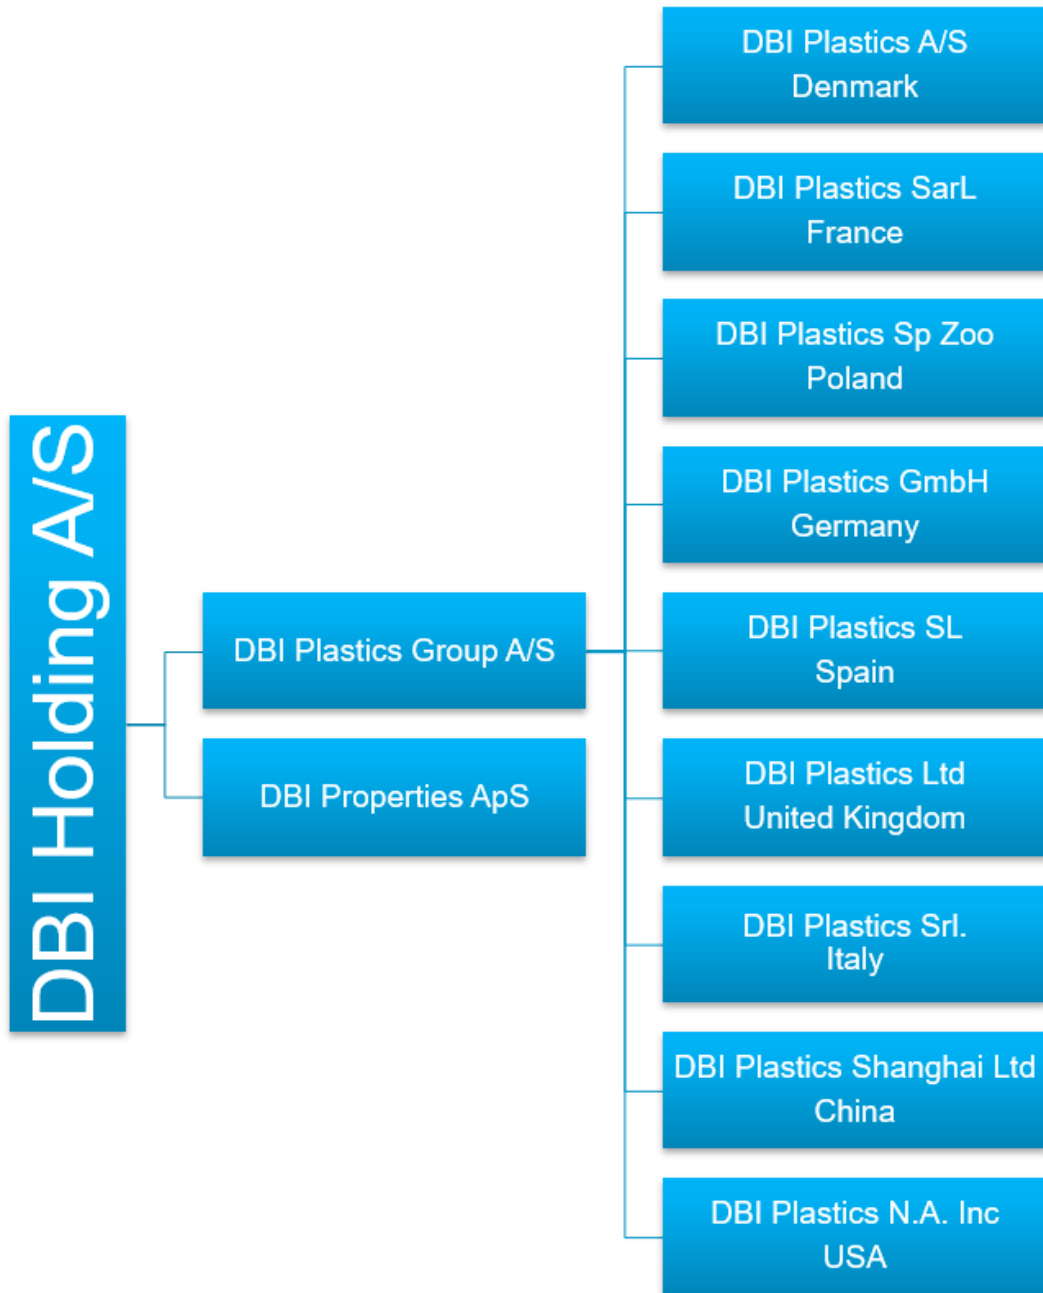 DBI Holding A/S
DBI Plastics Group A/S
DBI Properties ApS
DBI Plastics A/S
Denmark
DBI Plastics SarL
France
DBI Plastics Sp Zoo
Poland
DBI Plastics GmbH
Germany
DBI Plastics SL
Spain
DBI Plastics Ltd
United Kingdom
DBI Plastics Srl.
Italy
DBI Plastics Shanghai Ltd
China
DBI Plastics N.A. Inc
USA